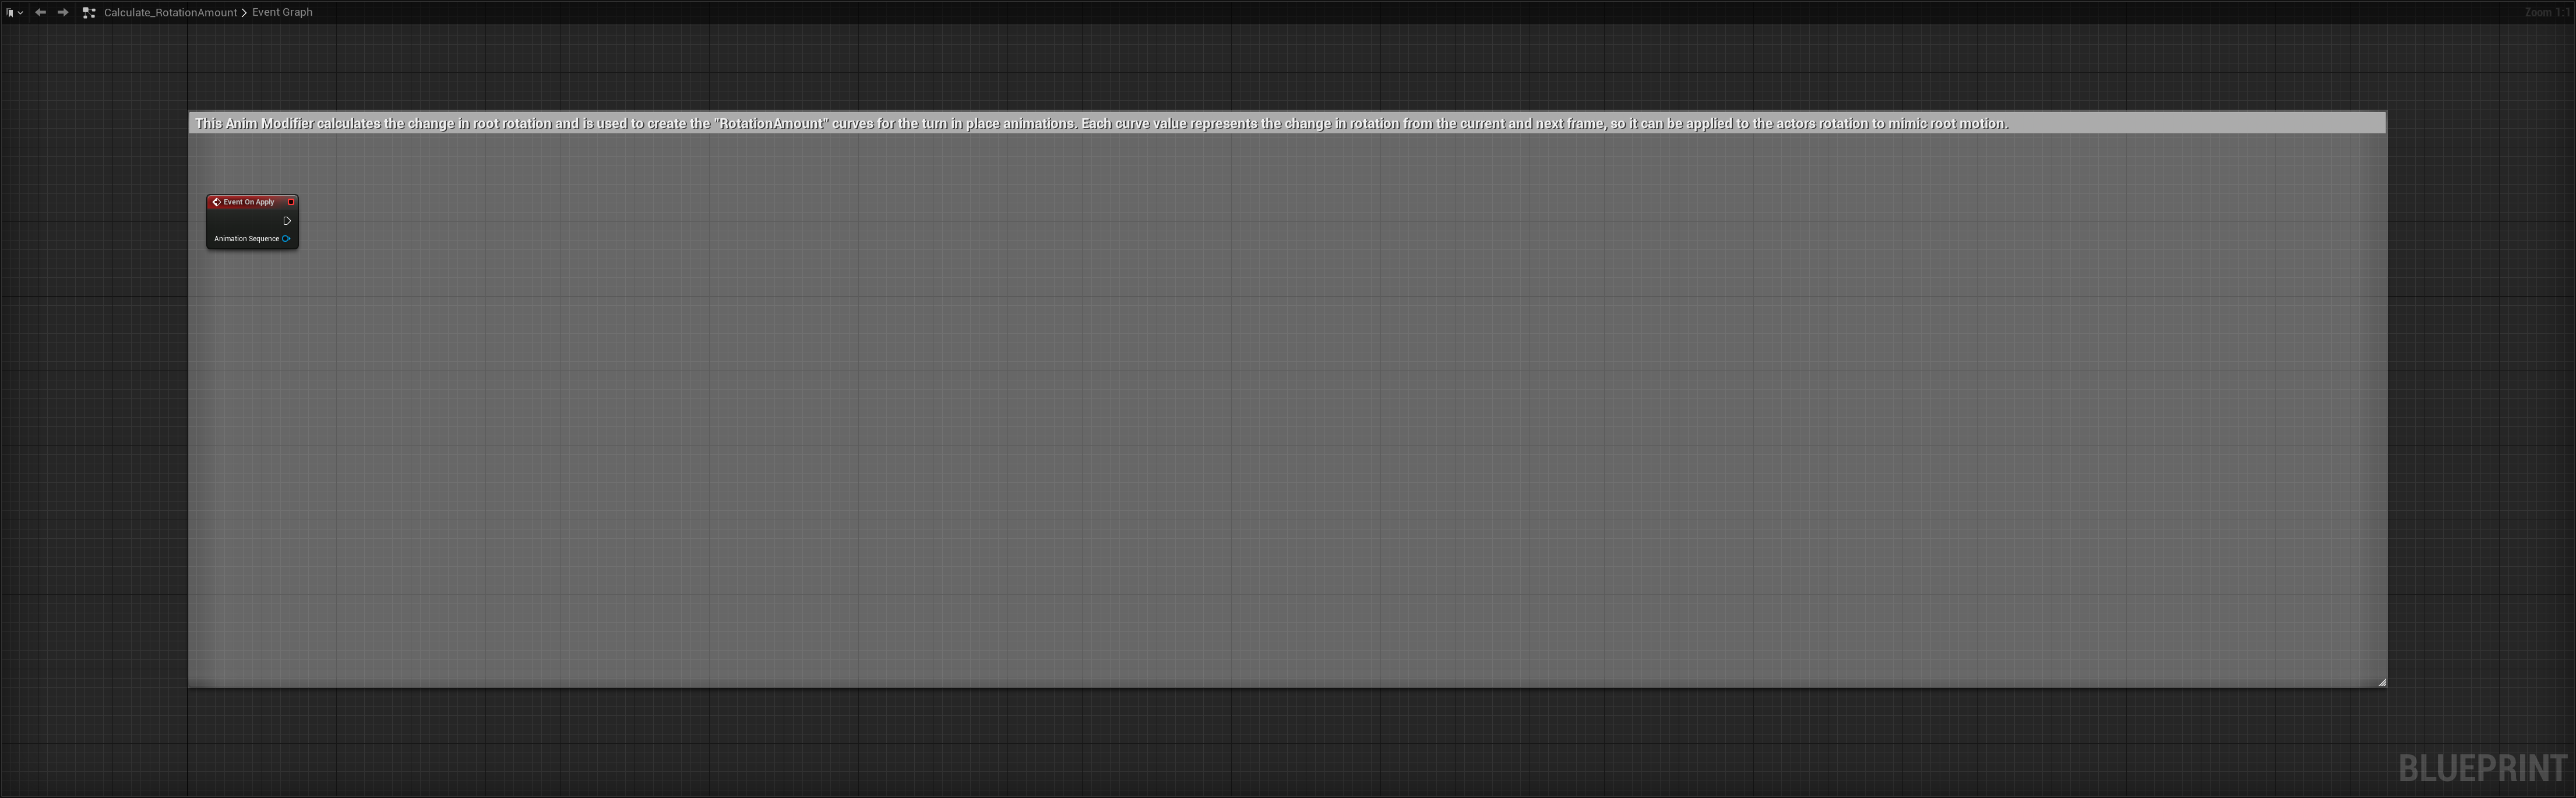 Calculate_RotationAmount > Event Graph
Zoom 1:1
This Anim Modifier calculates the change in root rotation and is used to create the "RotationAmount" curves for the turn in place animations. Each curve value represents the change in rotation from the current and next frame, so it can be applied to the actors rotation to mimic root motion.
Event On Apply
Animation Sequence
BLUEPRINT